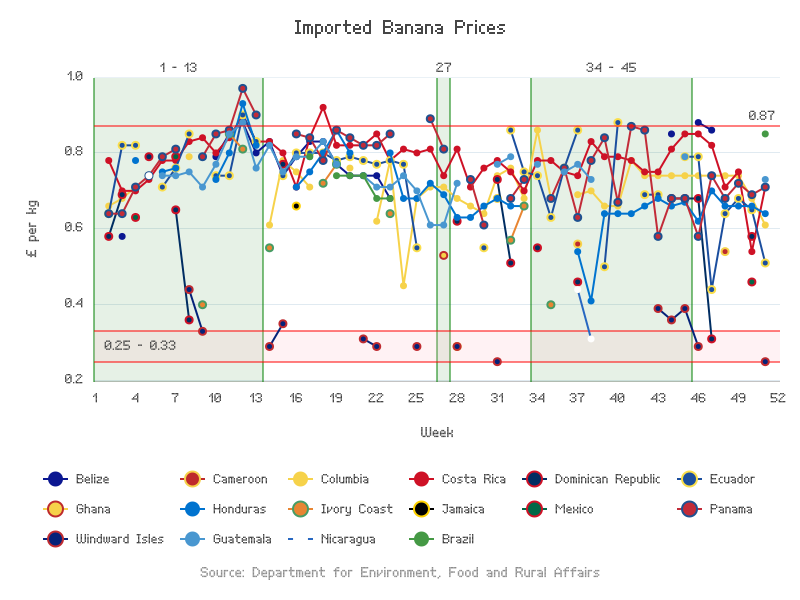 Imported Banana Prices
1 - 13
27
34 - 45
1.0
0.87
0.8
0.6
£ per kg
0.4
0.25 - 0.33
0.2
1 4 7 10 13 16 19 22 25 28 31 34 37 40 43 46 49 52
Week
Belize Cameroon Columbia Costa Rica Dominican Republic Ecuador
Ghana Honduras Ivory Coast Jamaica Mexico Panama
Windward Isles Guatemala Nicaragua Brazil
Source: Department for Environment, Food and Rural Affairs